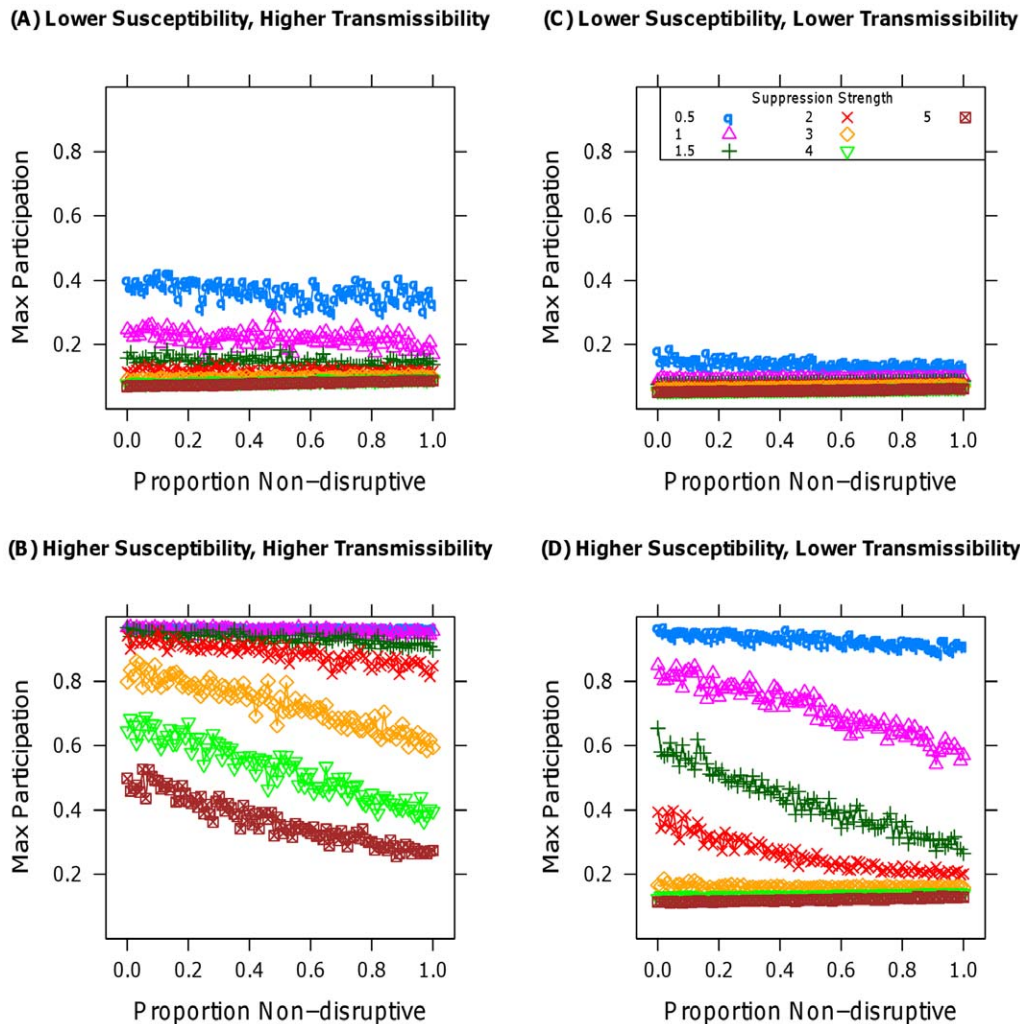 (A) Lower Susceptibility, Higher Transmissibility
Max Participation
0.8
0.6
0.4
0.2
0.0 0.2 0.4 0.6 0.8 1.0
Proportion Non−disruptive
(C) Lower Susceptibility, Lower Transmissibility
Suppression Strength
0.5 2 5
1 3
1.5 4
Max Participation
0.8
0.6
0.4
0.2
0.0 0.2 0.4 0.6 0.8 1.0
Proportion Non−disruptive
(B) Higher Susceptibility, Higher Transmissibility
Max Participation
0.8
0.6
0.4
0.2
0.0 0.2 0.4 0.6 0.8 1.0
Proportion Non−disruptive
(D) Higher Susceptibility, Lower Transmissibility
Max Participation
0.8
0.6
0.4
0.2
0.0 0.2 0.4 0.6 0.8 1.0
Proportion Non−disruptive